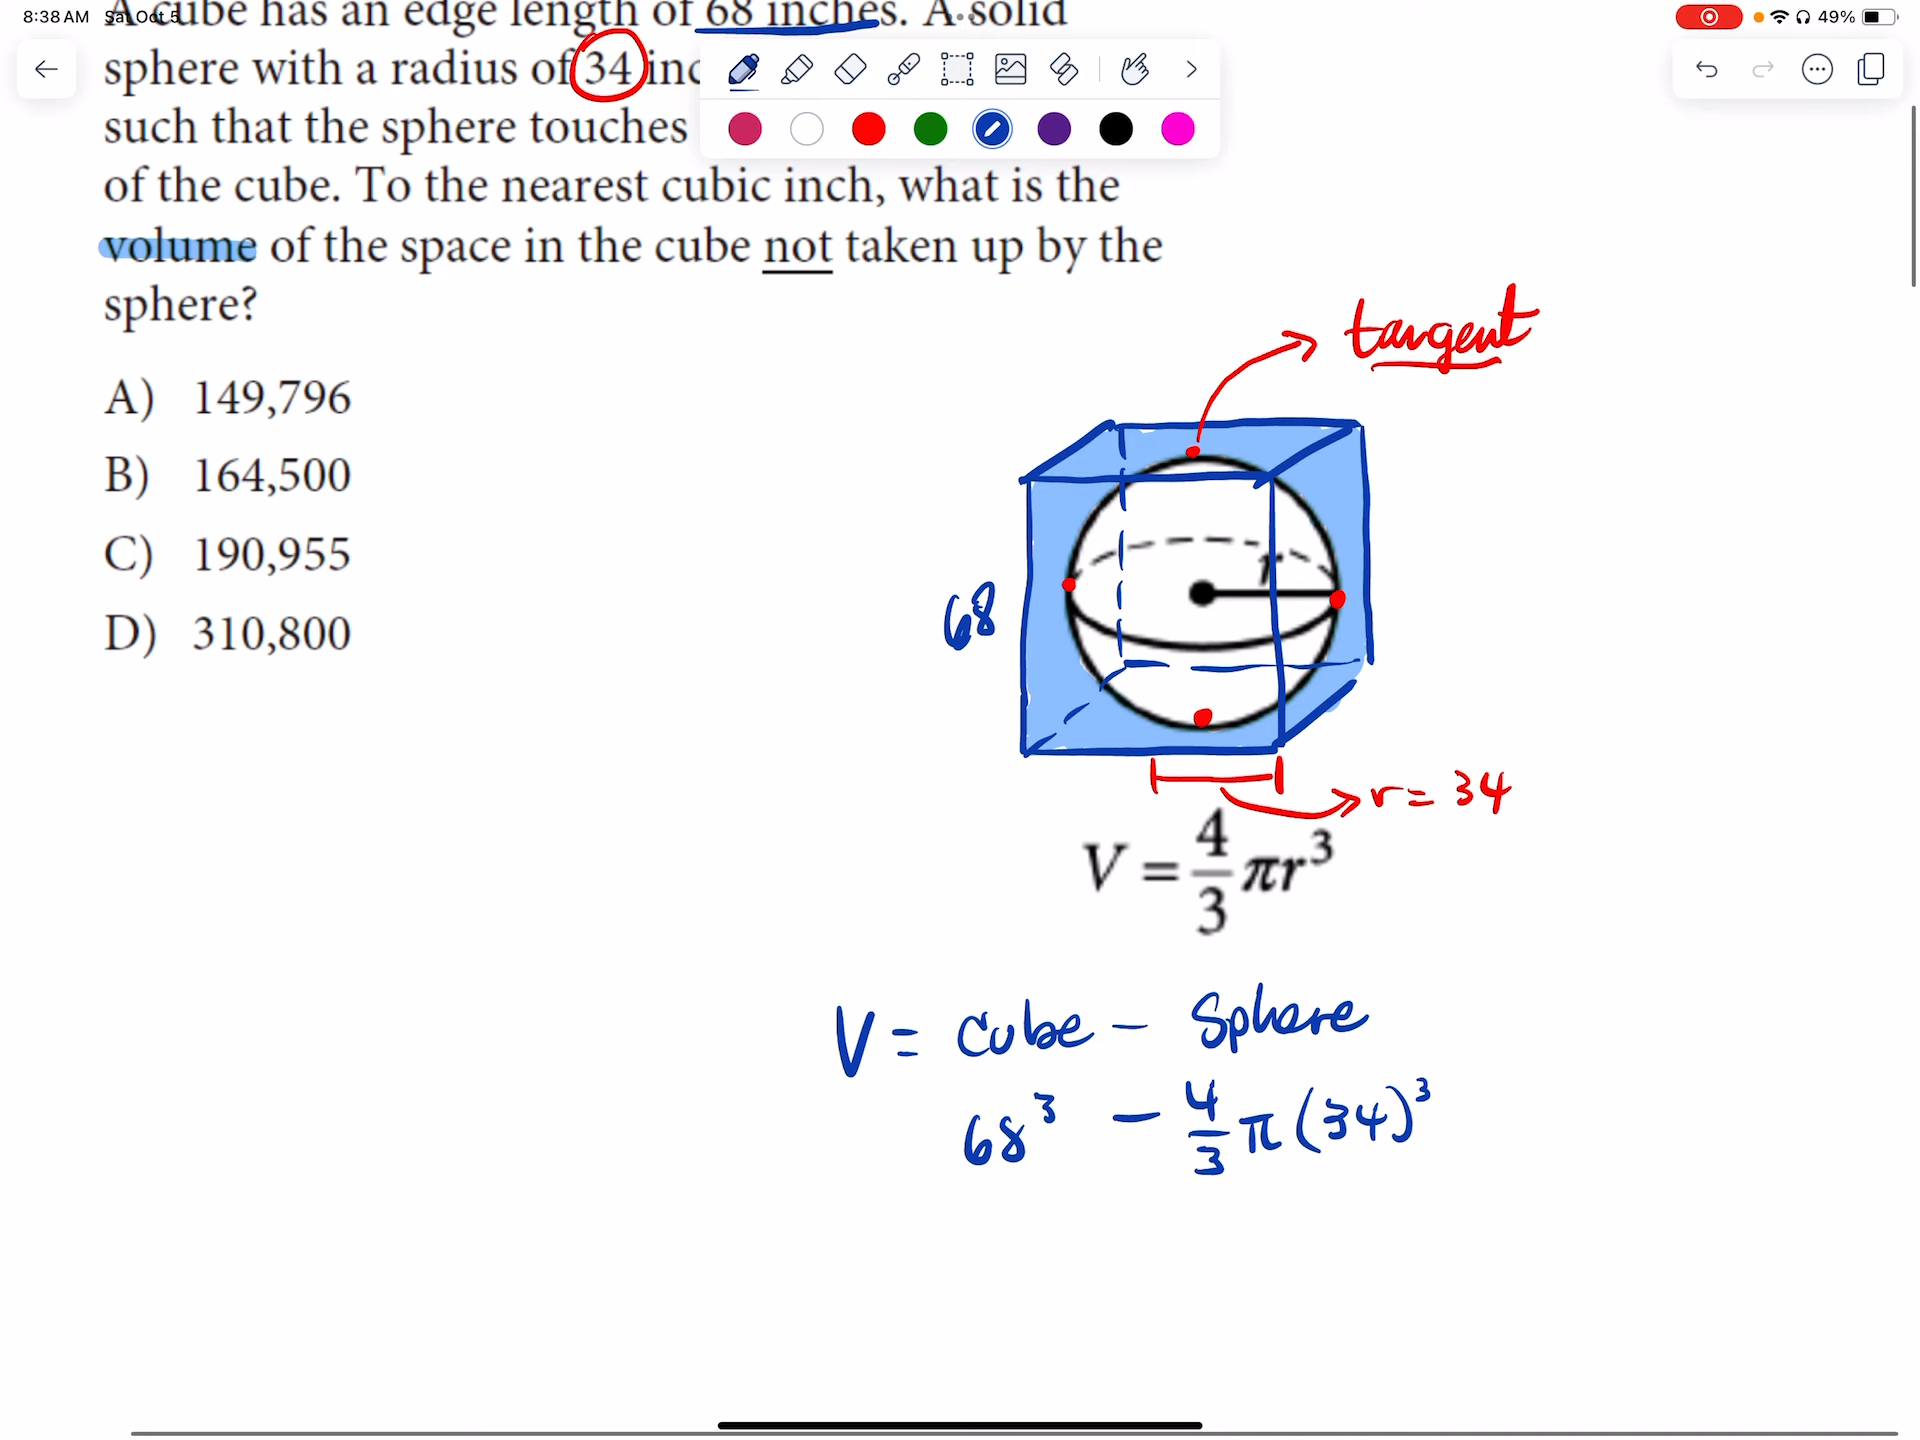 8:38 AM Sat Oct 5
49%
A cube has an edge length of 68 inches. A solid
sphere with a radius of 34 inc
such that the sphere touches
of the cube. To the nearest cubic inch, what is the
volume of the space in the cube not taken up by the
sphere?
A) 149,796
B) 164,500
C) 190,955
D) 310,800
tangent
r
68
r = 34
V = 4/3 πr³
V = Cube − Sphere
68³ − 4/3 π (34)³